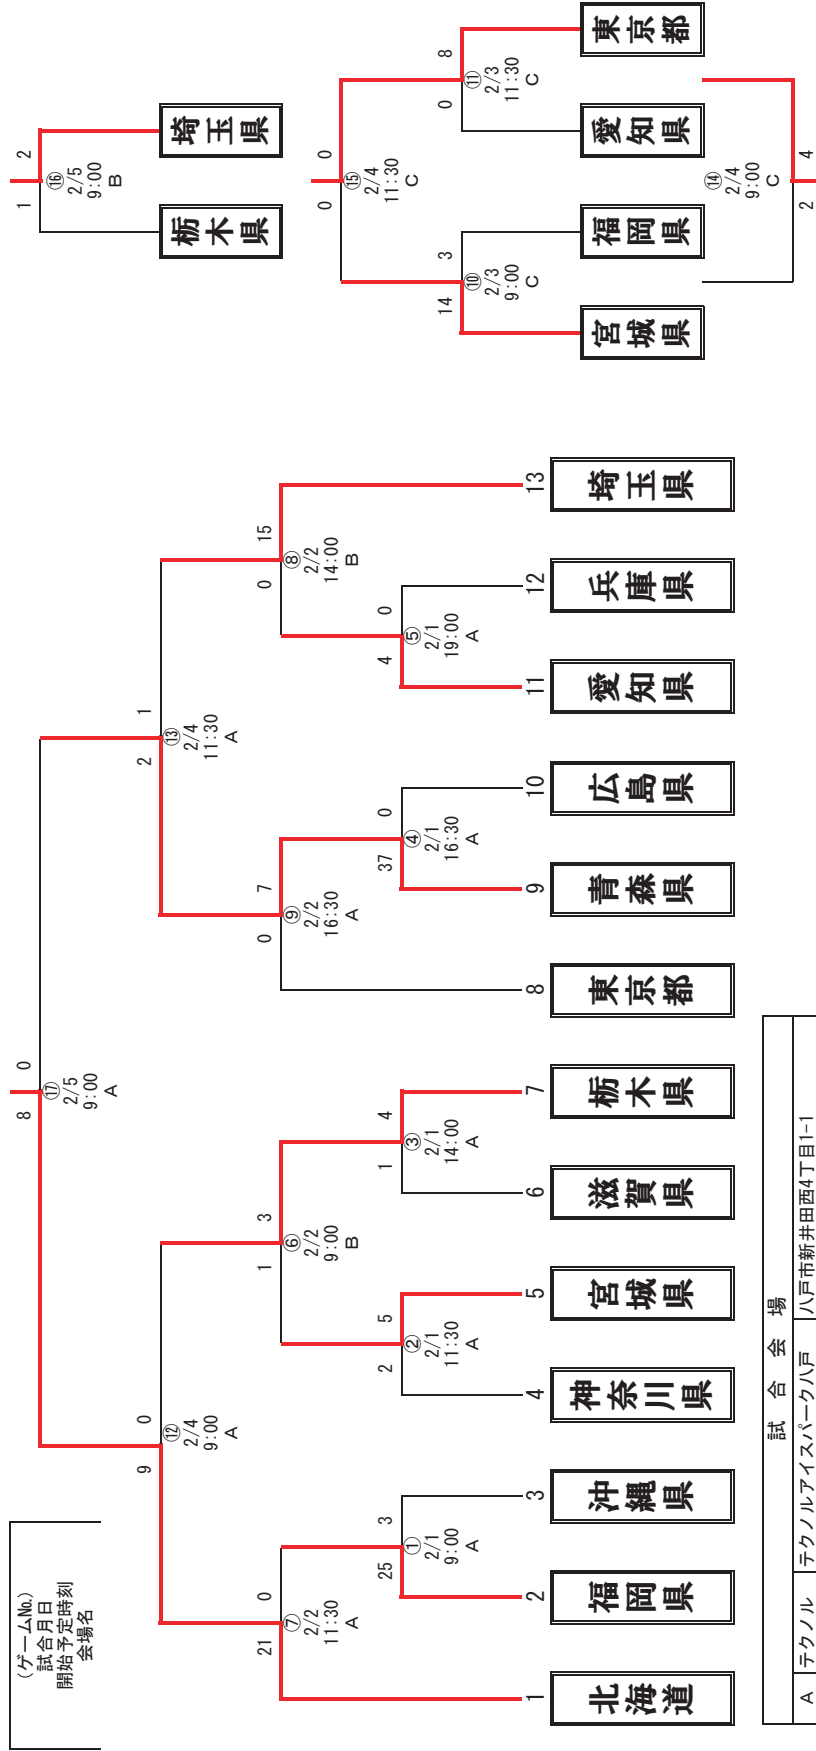 (ゲームNo.)
試合月日
開始予定時刻
会場名
8 0
⑰
2/5
9:00
A
9 0
⑫
2/4
9:00
A
2 1
⑬
2/4
11:30
A
21 0
⑦
2/2
11:30
A
1 3
⑥
2/2
9:00
B
0 7
⑨
2/2
16:30
A
0 15
⑧
2/2
14:00
B
25 3
①
2/1
9:00
A
2 5
②
2/1
11:30
A
1 4
③
2/1
14:00
A
37 0
④
2/1
16:30
A
4 0
⑤
2/1
19:00
A
1 2 3 4 5 6 7 8 9 10 11 12 13
北海道 福岡県 沖縄県 神奈川県 宮城県 滋賀県 栃木県 東京都 青森県 広島県 愛知県 兵庫県 埼玉県
1 2
⑯
2/5
9:00
B
栃木県 埼玉県
0 0
⑮
2/4
11:30
C
14 3
⑩
2/3
9:00
C
0 8
⑪
2/3
11:30
C
宮城県 福岡県 愛知県 東京都
⑭
2/4
9:00
C
2 4
試合会場
A テクノル テクノルアイスパーク八戸 八戸市新井田西4丁目1-1